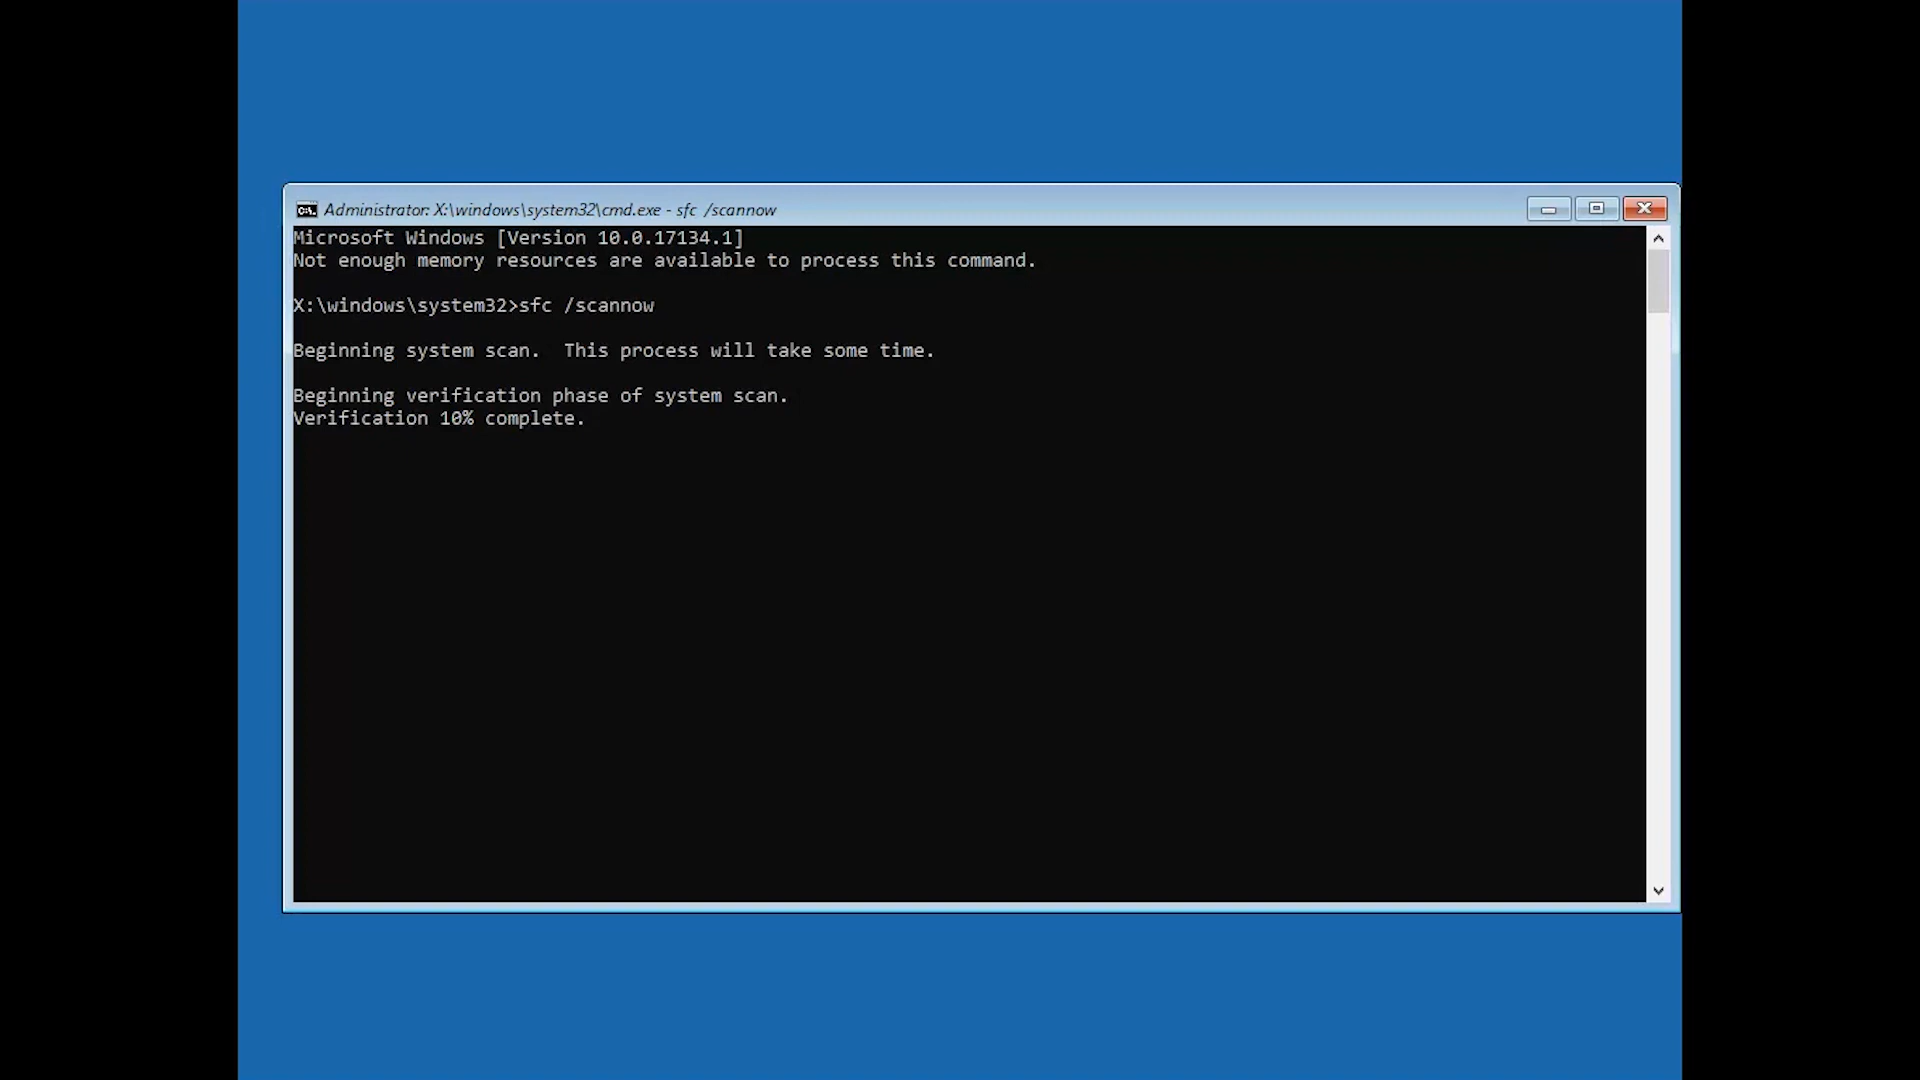 Administrator: X:\windows\system32\cmd.exe - sfc /scannow
Microsoft Windows [Version 10.0.17134.1]
Not enough memory resources are available to process this command.
X:\windows\system32>sfc /scannow
Beginning system scan.  This process will take some time.
Beginning verification phase of system scan.
Verification 10% complete.